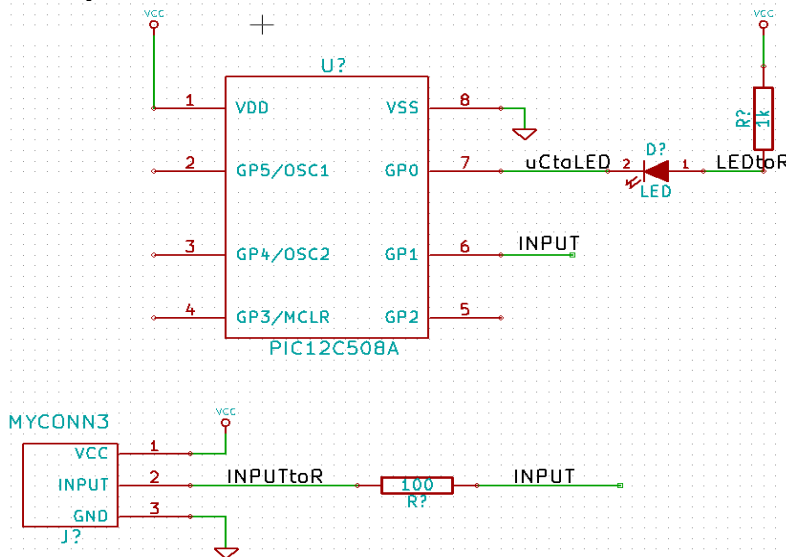 VCC
VCC
U?
1 VDD VSS 8
R? 1k
2 GP5/OSC1 GP0 7 uCtoLED 2 D? 1 LEDtoR
LED
3 GP4/OSC2 GP1 6 INPUT
4 GP3/MCLR GP2 5
PIC12C508A
MYCONN3
VCC
VCC 1
INPUT 2 INPUTtoR 100 INPUT
R?
GND 3
J?